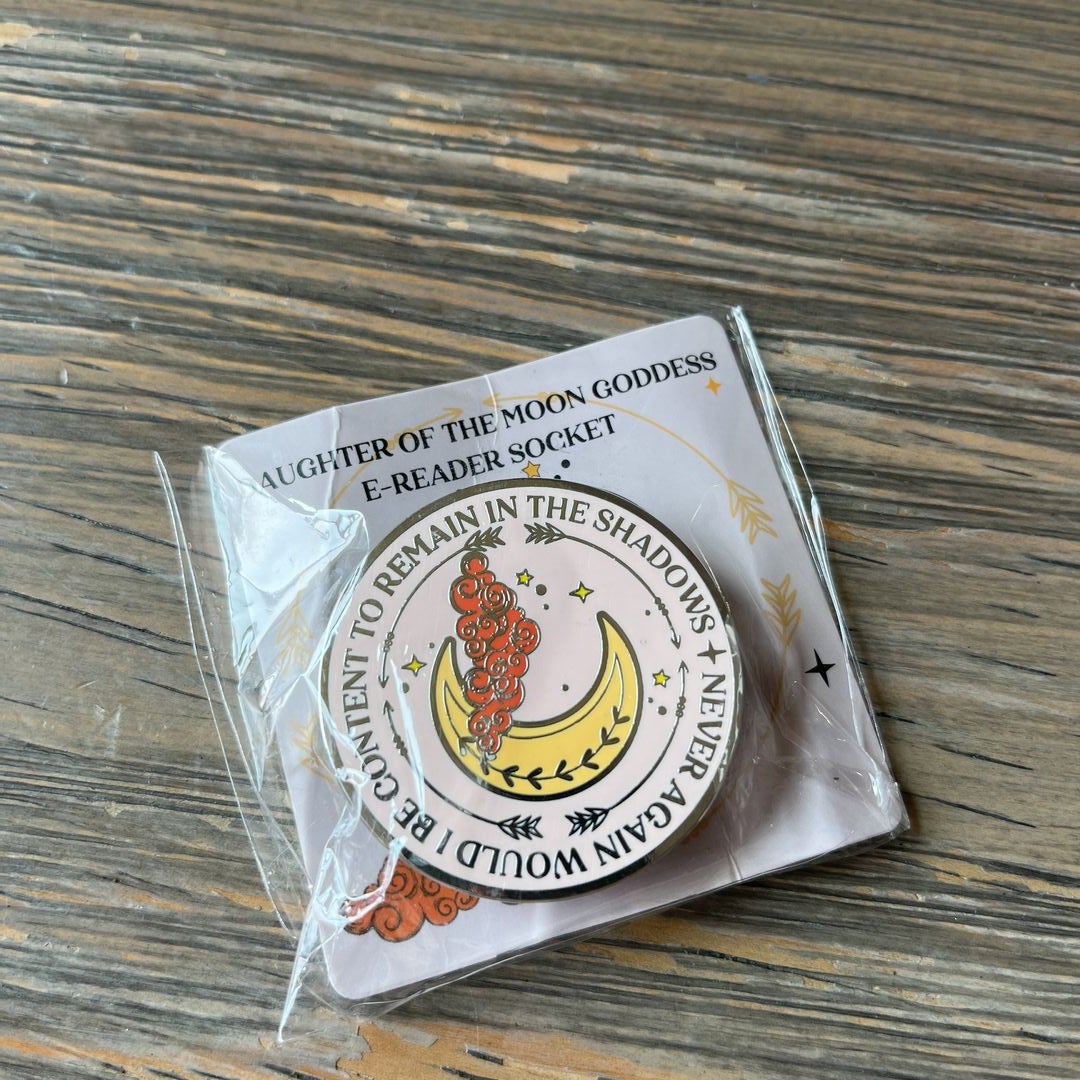 AUGHTER OF THE MOON GODDESS
E-READER SOCKET
NEVER AGAIN WOULD I BE CONTENT TO REMAIN IN THE SHADOWS